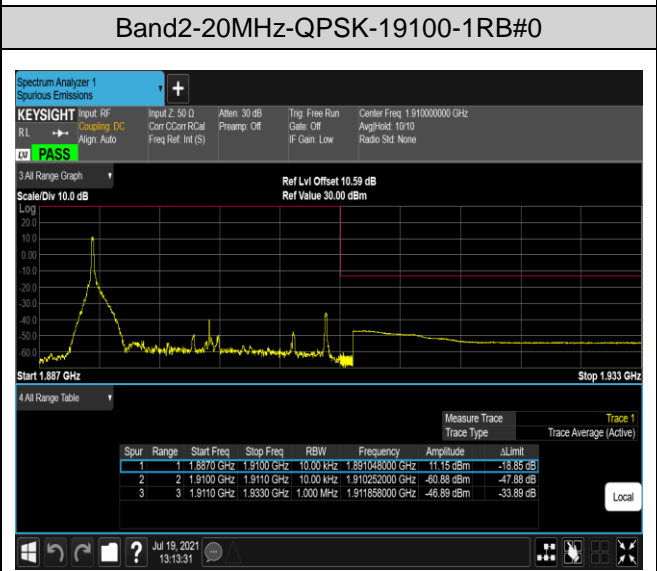 Band2-20MHz-QPSK-19100-1RB#0
Spectrum Analyzer 1
Spurious Emissions
+
KEYSIGHT Input: RF Input Z: 50 Ω Atten: 30 dB Trig: Free Run Center Freq: 1.910000000 GHz
RL Coupling: DC Corr CCorr RCal Preamp: Off Gate: Off Avg|Hold: 10/10
Align: Auto Freq Ref: Int (S) IF Gain: Low Radio Std: None
LXI PASS
3 All Range Graph
Ref Lvl Offset 10.59 dB
Scale/Div 10.0 dB Ref Value 30.00 dBm
Log
20.0
10.0
0.00
-10.0
-20.0
-30.0
-40.0
-50.0
-60.0
Start 1.887 GHz Stop 1.933 GHz
4 All Range Table
Measure Trace Trace 1
Trace Type Trace Average (Active)
Spur Range Start Freq Stop Freq RBW Frequency Amplitude ΔLimit
1 1 1.8870 GHz 1.9100 GHz 10.00 kHz 1.891048000 GHz 11.15 dBm -18.85 dB
2 2 1.9100 GHz 1.9110 GHz 10.00 kHz 1.910252000 GHz -60.88 dBm -47.88 dB
3 3 1.9110 GHz 1.9330 GHz 1.000 MHz 1.911858000 GHz -46.89 dBm -33.89 dB
Local
? Jul 19, 2021
13:13:31